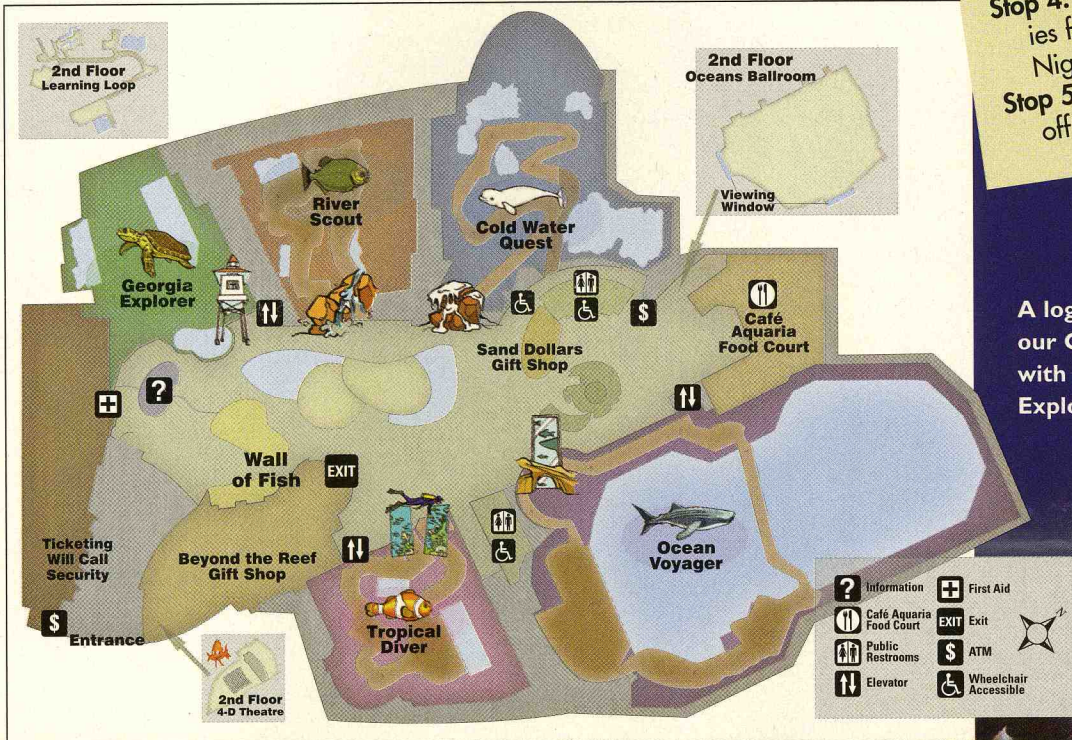 2nd Floor
Learning Loop
2nd Floor
Oceans Ballroom
Viewing
Window
Stop 4:
ies f
Nig
Stop 5
off
River
Scout
Cold Water
Quest
Georgia
Explorer
$
Café
Aquaria
Food Court
Sand Dollars
Gift Shop
A log
our C
with
Explo
?
Wall
of Fish
EXIT
Ticketing
Will Call
Security
Beyond the Reef
Gift Shop
Ocean
Voyager
Tropical
Diver
$
Entrance
2nd Floor
4-D Theatre
? Information
First Aid
Café Aquaria
Food Court
EXIT Exit
Public
Restrooms
$ ATM
Elevator
Wheelchair
Accessible
N